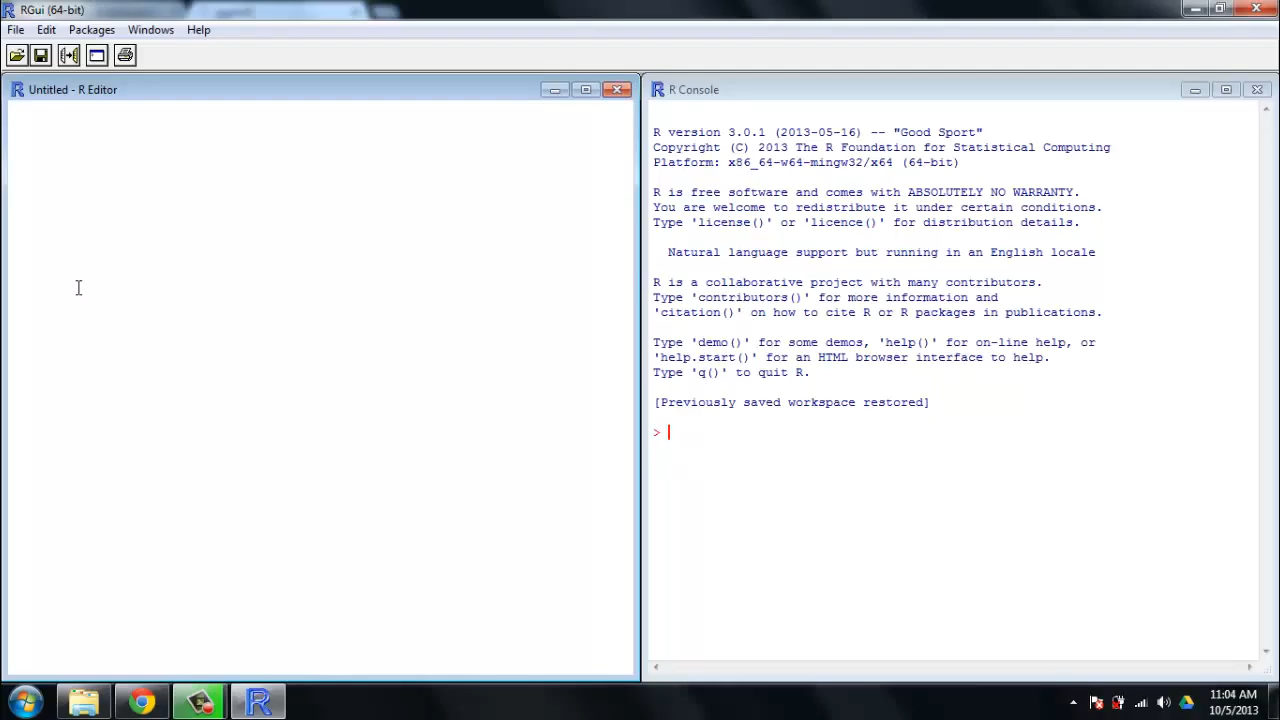 RGui (64-bit)
File Edit Packages Windows Help
Untitled - R Editor
R Console
R version 3.0.1 (2013-05-16) -- "Good Sport"
Copyright (C) 2013 The R Foundation for Statistical Computing
Platform: x86_64-w64-mingw32/x64 (64-bit)
R is free software and comes with ABSOLUTELY NO WARRANTY.
You are welcome to redistribute it under certain conditions.
Type 'license()' or 'licence()' for distribution details.
Natural language support but running in an English locale
R is a collaborative project with many contributors.
Type 'contributors()' for more information and
'citation()' on how to cite R or R packages in publications.
Type 'demo()' for some demos, 'help()' for on-line help, or
'help.start()' for an HTML browser interface to help.
Type 'q()' to quit R.
[Previously saved workspace restored]
>
11:04 AM
10/5/2013